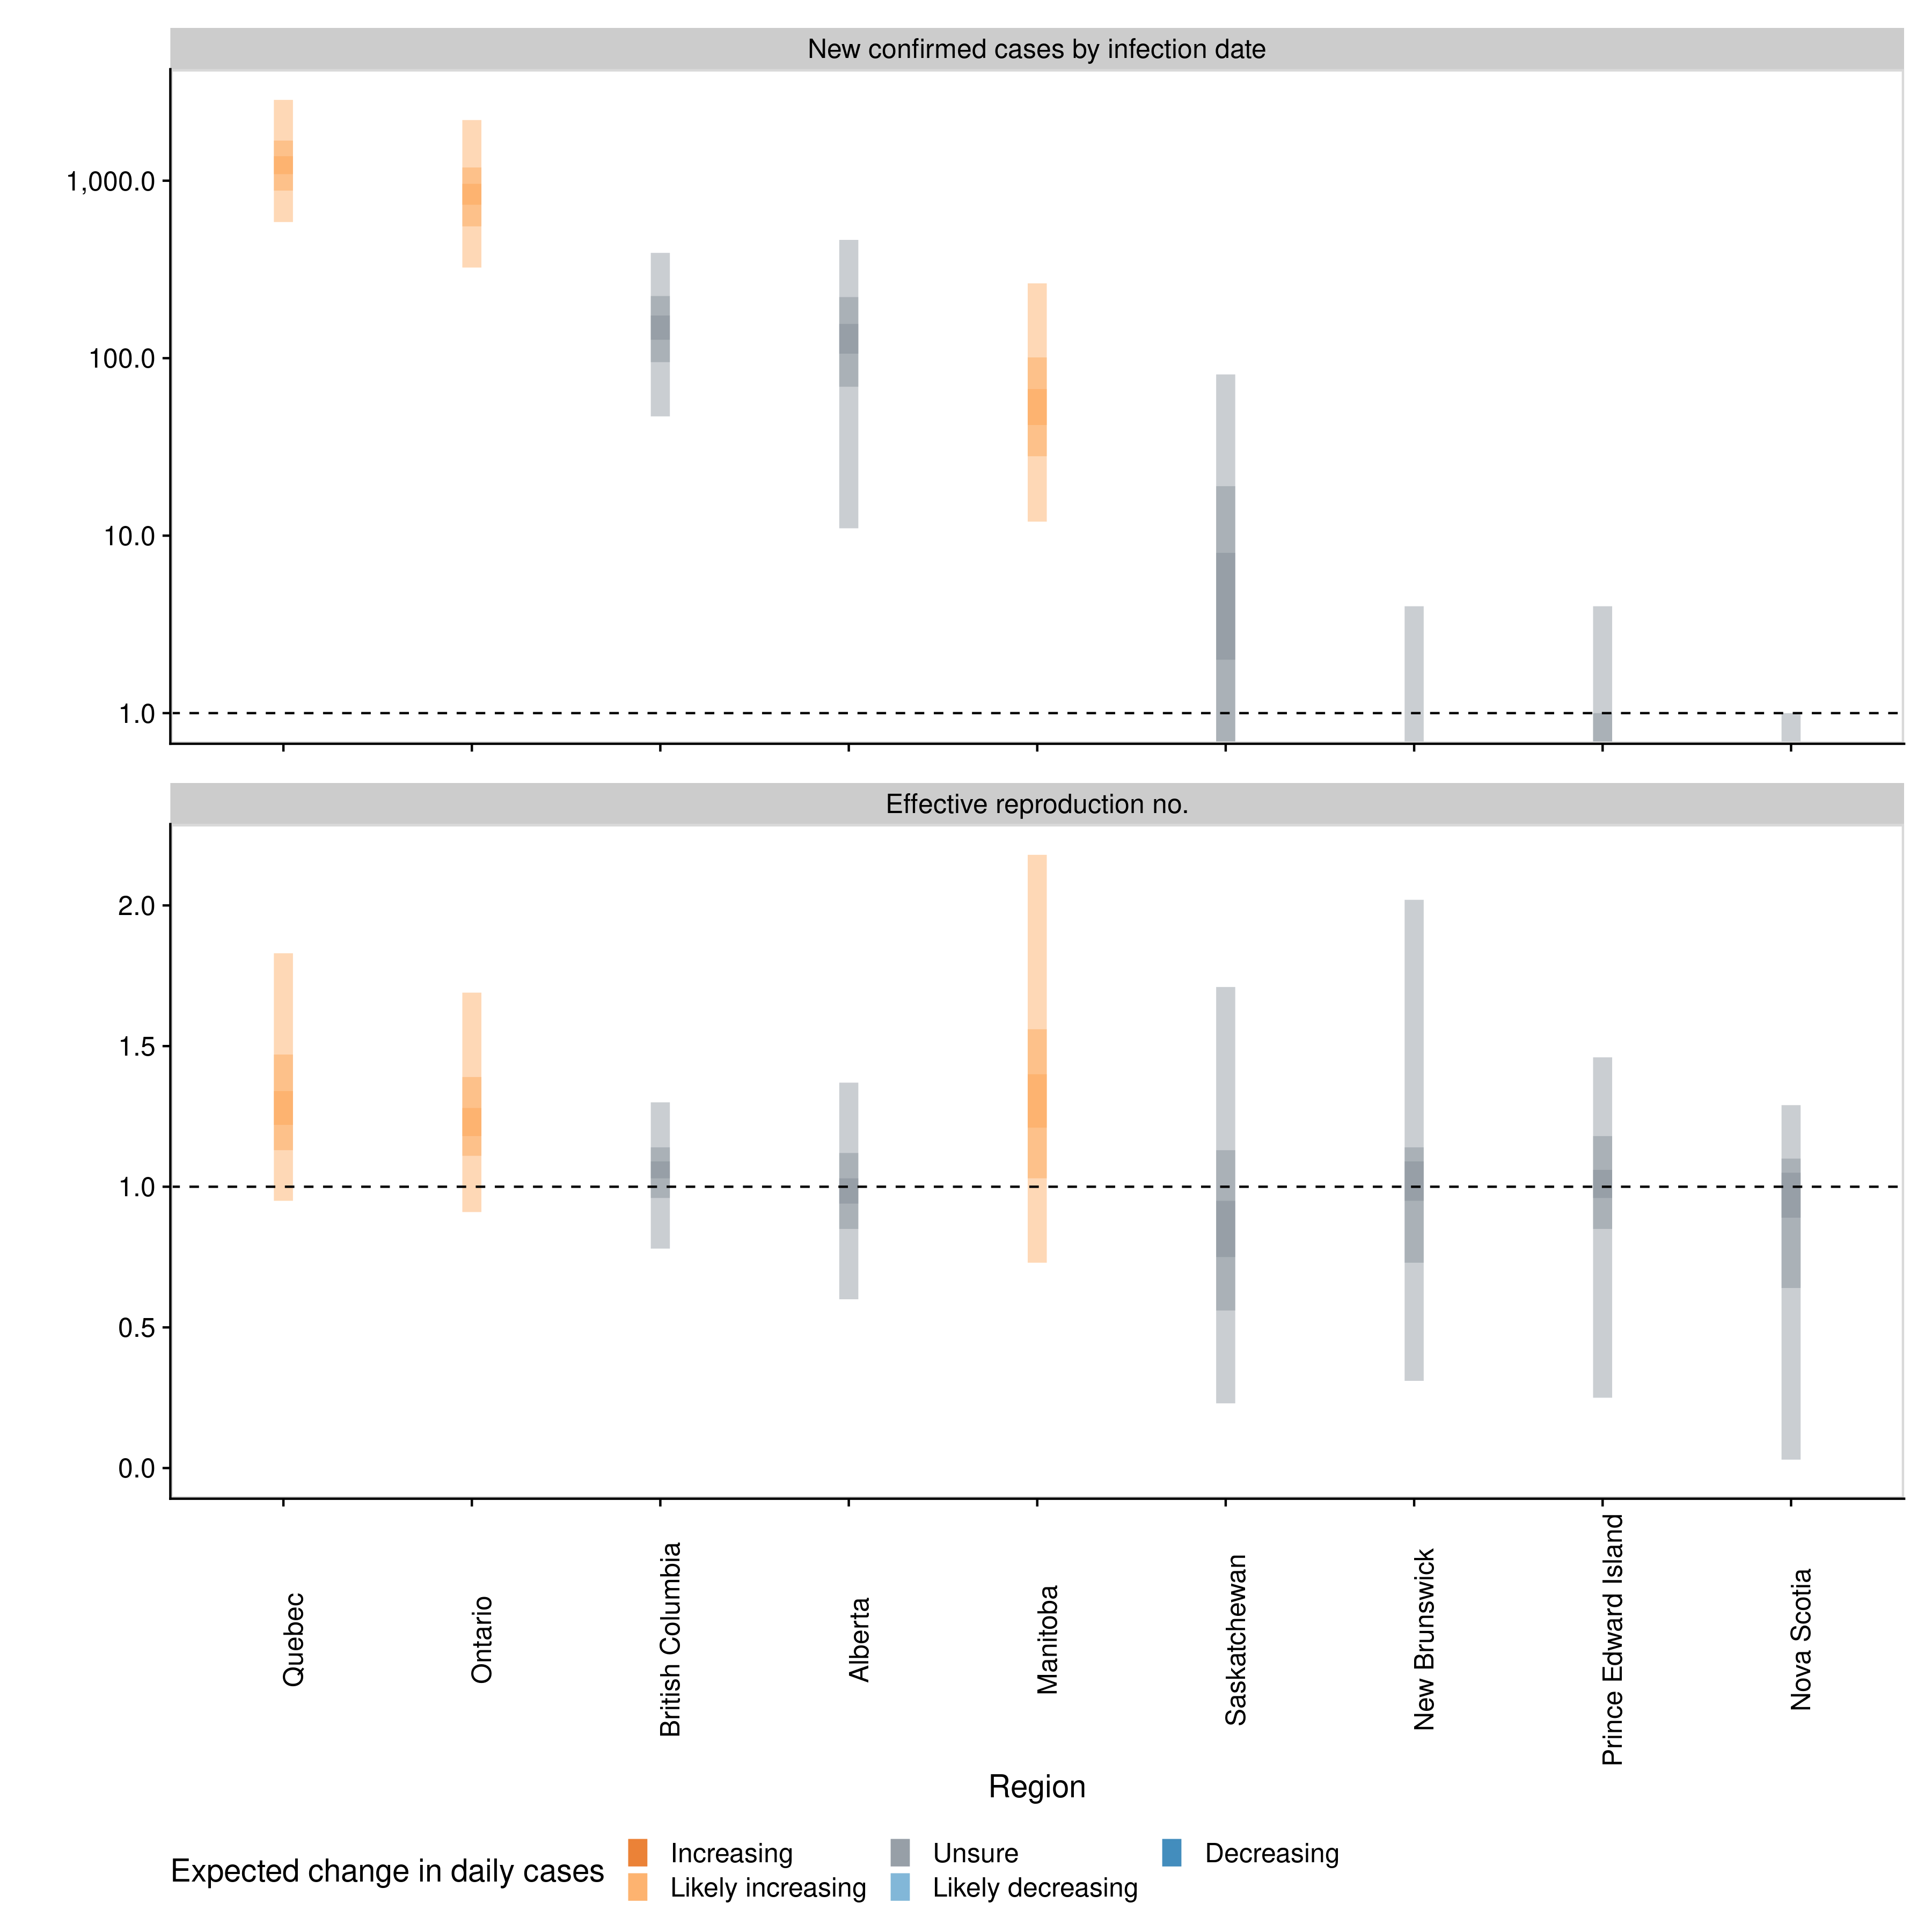 New confirmed cases by infection date
1,000.0
100.0
10.0
1.0
Effective reproduction no.
2.0
1.5
1.0
0.5
0.0
Quebec
Ontario
British Columbia
Alberta
Manitoba
Saskatchewan
New Brunswick
Prince Edward Island
Nova Scotia
Region
Expected change in daily cases
Increasing
Likely increasing
Unsure
Likely decreasing
Decreasing